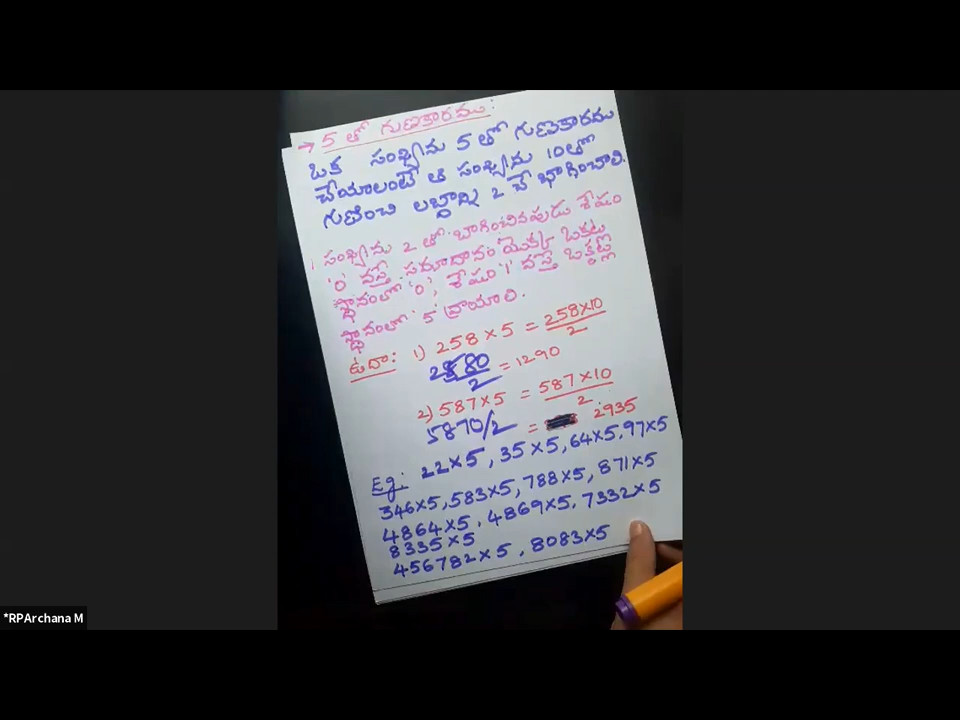 → 5 తో గుణకారము:
ఒక సంఖ్యను 5 తో గుణకారము
చేయాలంటే ఆ సంఖ్యను 10తో
గుణించి లబ్ధాన్ని 2 చే భాగించాలి.
సంఖ్యను 2 తో భాగించినపుడు శేషం
'0' వస్తే సమాదానం యొక్క ఒకట్ల
స్థానంలో '0', శేషం '1' వస్తే ఒకట్ల
స్థానంలో '5' వ్రాయాలి.
ఉదా: 1) 258 × 5 = 258×10
2
80
2 = 1290
2) 587×5 = 587×10
2
5870/2 = 2935
Eg: 22×5, 35×5, 64×5, 97×5
346×5, 583×5, 788×5, 871×5
4864×5, 4869×5, 7332×5
8335×5
456782×5, 8083×5
*RPArchana M